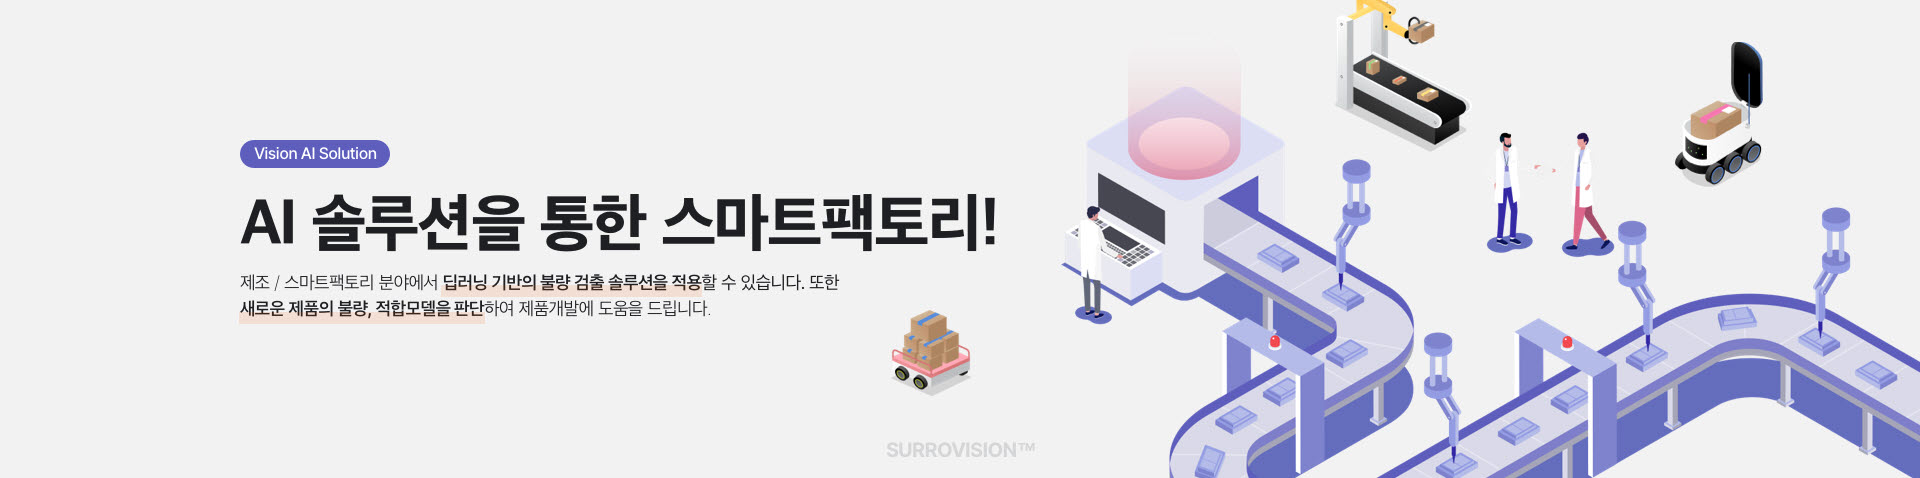 Vision AI Solution
AI 솔루션을 통한 스마트팩토리!
제조 / 스마트팩토리 분야에서 딥러닝 기반의 불량 검출 솔루션을 적용할 수 있습니다. 또한
새로운 제품의 불량, 적합모델을 판단하여 제품개발에 도움을 드립니다.
SURROVISION™